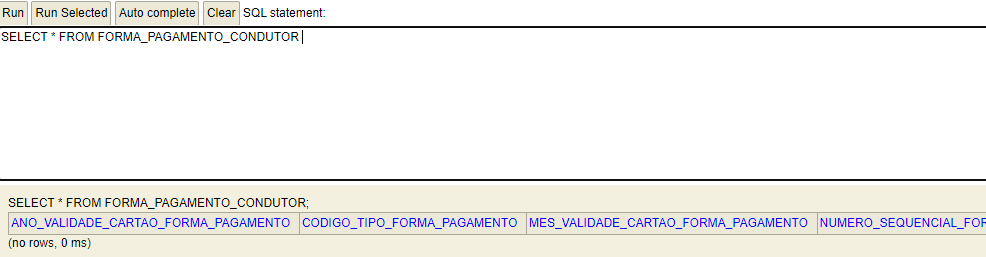 Run Run Selected Auto complete Clear SQL statement:
SELECT * FROM FORMA_PAGAMENTO_CONDUTOR
SELECT * FROM FORMA_PAGAMENTO_CONDUTOR;
ANO_VALIDADE_CARTAO_FORMA_PAGAMENTO CODIGO_TIPO_FORMA_PAGAMENTO MES_VALIDADE_CARTAO_FORMA_PAGAMENTO NUMERO_SEQUENCIAL_FOR
(no rows, 0 ms)